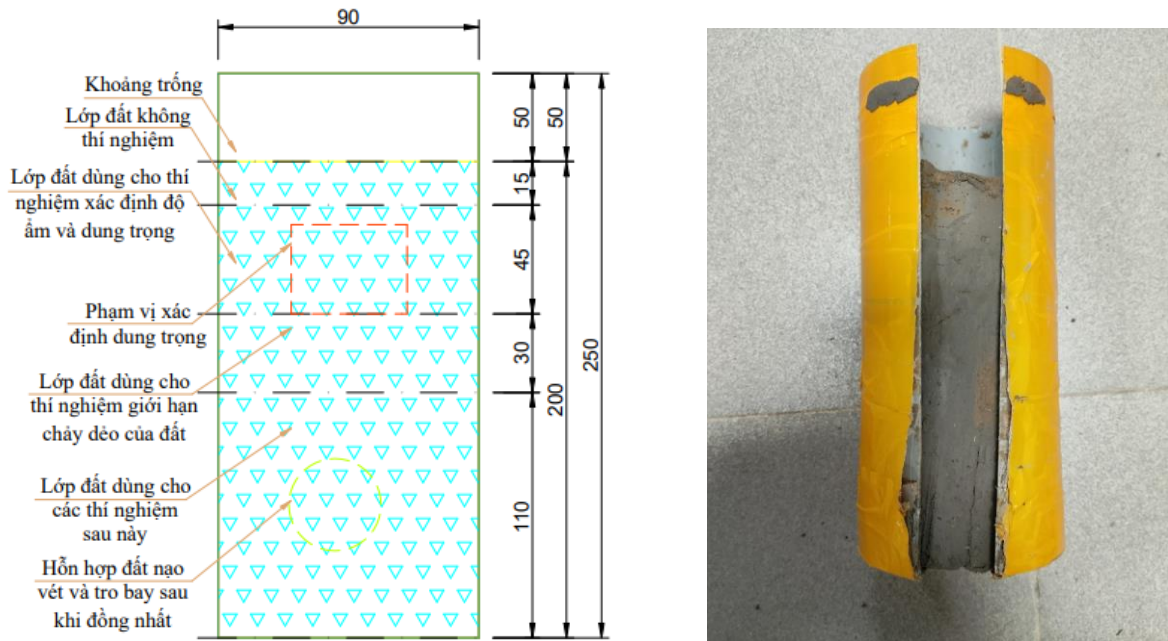 90
Khoảng trống
Lớp đất không
thí nghiệm
Lớp đất dùng cho thí
nghiệm xác định độ
ẩm và dung trọng
Phạm vị xác
định dung trọng
Lớp đất dùng cho
thí nghiệm giới hạn
chảy dẻo của đất
Lớp đất dùng cho
các thí nghiệm
sau này
Hỗn hợp đất nạo
vét và tro bay sau
khi đồng nhất
50
15
45
30
110
50
200
250